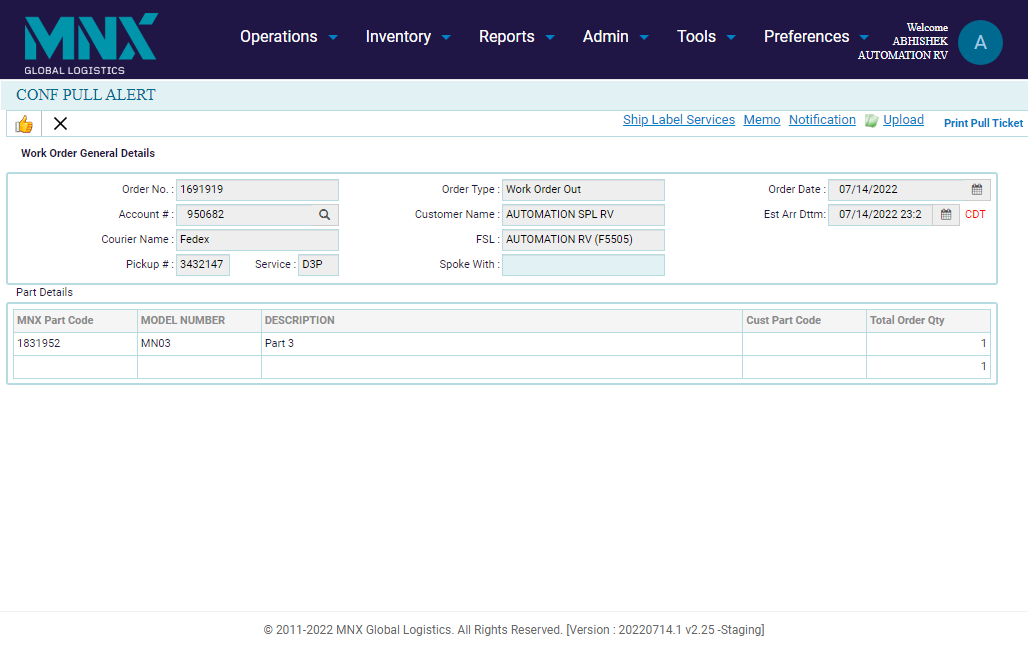 MNX
GLOBAL LOGISTICS
Operations Inventory Reports Admin Tools Preferences
Welcome
ABHISHEK
AUTOMATION RV
A
CONF PULL ALERT
Ship Label Services Memo Notification Upload Print Pull Ticket
Work Order General Details
Order No. : 1691919 Order Type : Work Order Out Order Date : 07/14/2022
Account # : 950682 Customer Name : AUTOMATION SPL RV Est Arr Dttm: 07/14/2022 23:2 CDT
Courier Name : Fedex FSL : AUTOMATION RV (F5505)
Pickup # : 3432147 Service : D3P Spoke With :
Part Details
MNX Part Code MODEL NUMBER DESCRIPTION Cust Part Code Total Order Qty
1831952 MN03 Part 3 1
1
© 2011-2022 MNX Global Logistics. All Rights Reserved. [Version : 20220714.1 v2.25 -Staging]